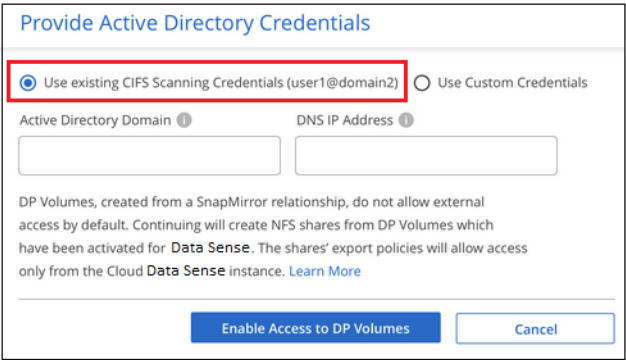 Provide Active Directory Credentials
Use existing CIFS Scanning Credentials (user1@domain2) Use Custom Credentials
Active Directory Domain i DNS IP Address i
DP Volumes, created from a SnapMirror relationship, do not allow external
access by default. Continuing will create NFS shares from DP Volumes which
have been activated for Data Sense. The shares' export policies will allow access
only from the Cloud Data Sense instance. Learn More
Enable Access to DP Volumes Cancel